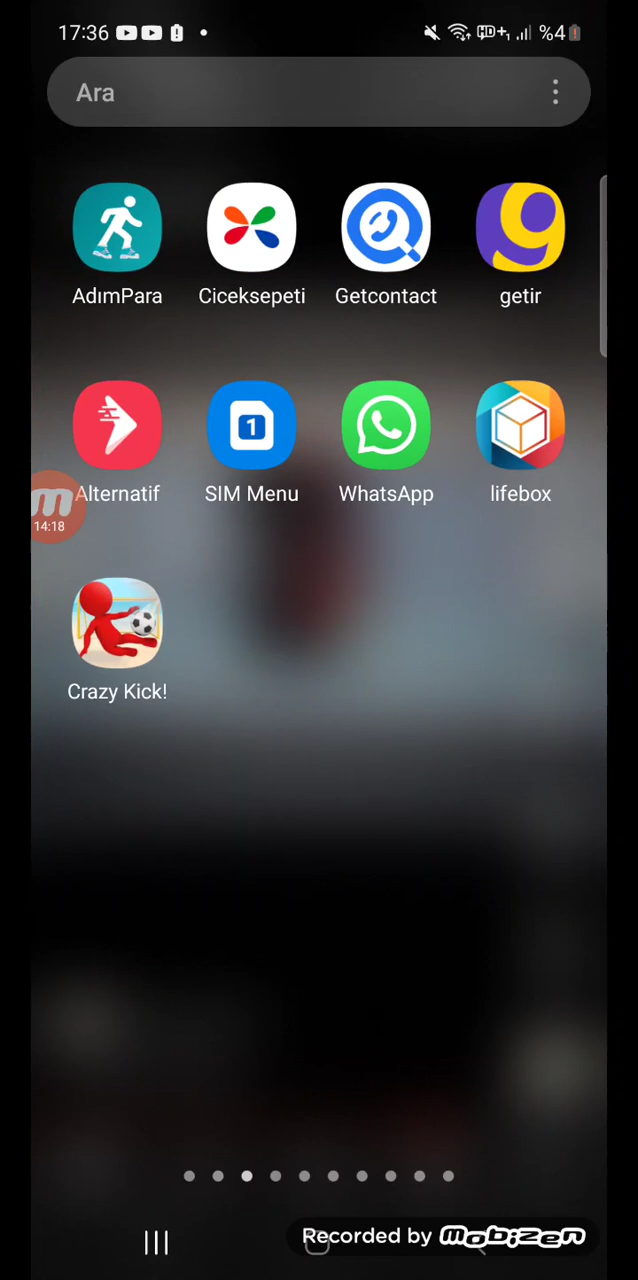 17:36 %4
Ara
AdımPara Ciceksepeti Getcontact getir
1
Alternatif SIM Menu WhatsApp lifebox
m
14:18
Crazy Kick!
Recorded by mobizen